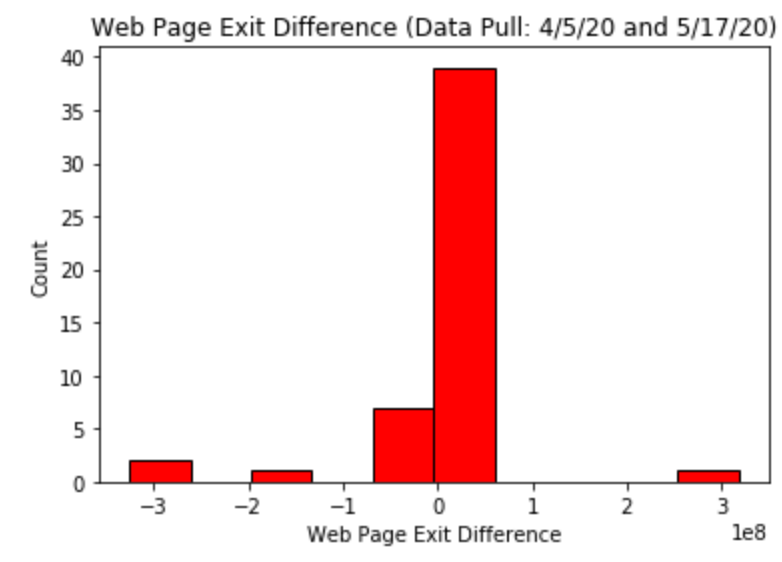 Web Page Exit Difference (Data Pull: 4/5/20 and 5/17/20)
40
35
30
25
20
15
10
5
0
Count
−3 −2 −1 0 1 2 3
1e8
Web Page Exit Difference